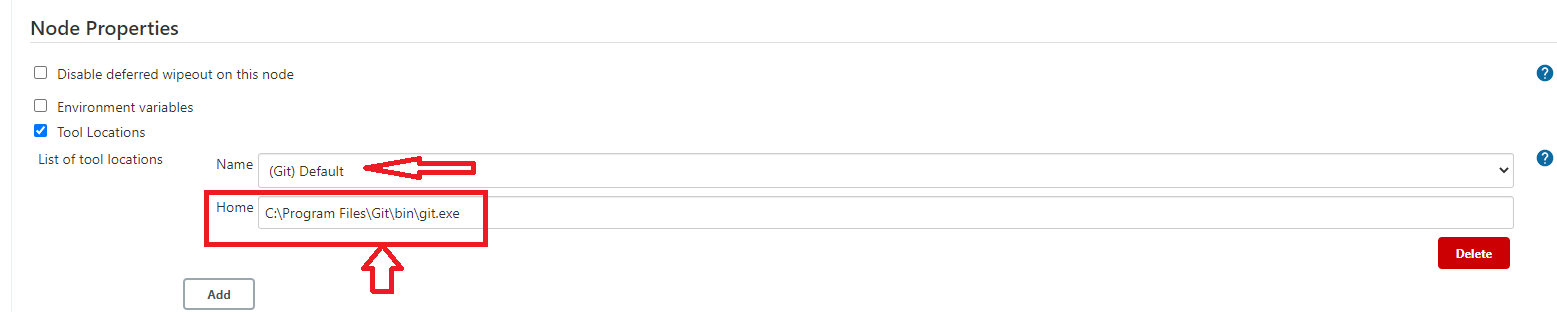 Node Properties
Disable deferred wipeout on this node
?
Environment variables
Tool Locations
List of tool locations
Name
(Git) Default
?
Home
C:\Program Files\Git\bin\git.exe
Delete
Add